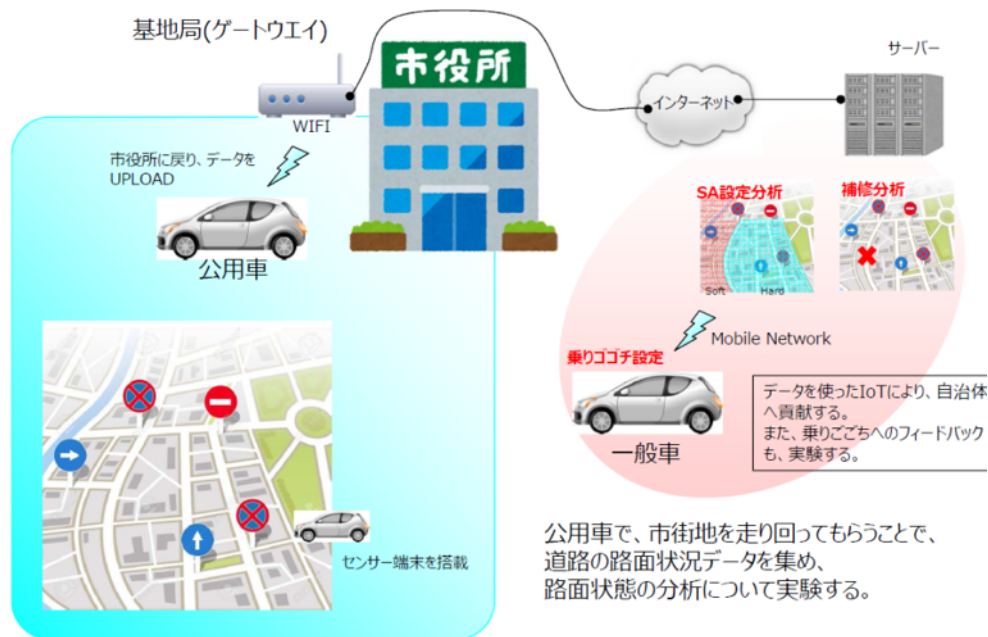 基地局(ゲートウエイ)
市役所
サーバー
インターネット
WIFI
市役所に戻り、データを
UPLOAD
公用車
SA設定分析
補修分析
Soft
Hard
Mobile Network
乗りゴゴチ設定
一般車
データを使ったIoTにより、自治体
へ貢献する。
また、乗りごごちへのフィードバック
も、実験する。
センサー端末を搭載
公用車で、市街地を走り回ってもらうことで、
道路の路面状況データを集め、
路面状態の分析について実験する。